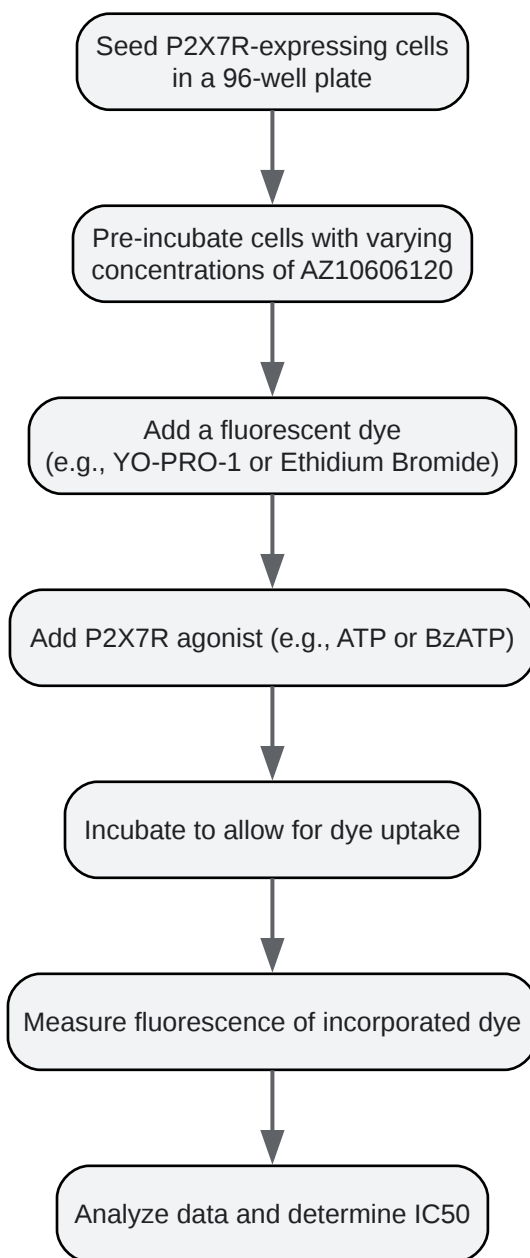 Seed P2X7R-expressing cells
in a 96-well plate
Pre-incubate cells with varying
concentrations of AZ10606120
Add a fluorescent dye
(e.g., YO-PRO-1 or Ethidium Bromide)
Add P2X7R agonist (e.g., ATP or BzATP)
Incubate to allow for dye uptake
Measure fluorescence of incorporated dye
Analyze data and determine IC50